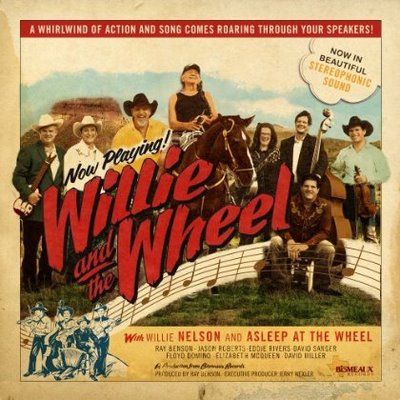 A WHIRLWIND OF ACTION AND SONG COMES ROARING THROUGH YOUR SPEAKERS!
NOW IN
BEAUTIFUL
STEREOPHONIC
SOUND
Now Playing!
Willie
and
the Wheel
With WILLIE NELSON AND ASLEEP AT THE WHEEL
RAY BENSON · JASON ROBERTS · EDDIE RIVERS · DAVID SANGER
FLOYD DOMINO · ELIZABETH MCQUEEN · DAVID MILLER
A Production from Bismeaux Records
PRODUCED BY RAY BENSON · EXECUTIVE PRODUCER JERRY WEXLER
BISMEAUX
RECORDS